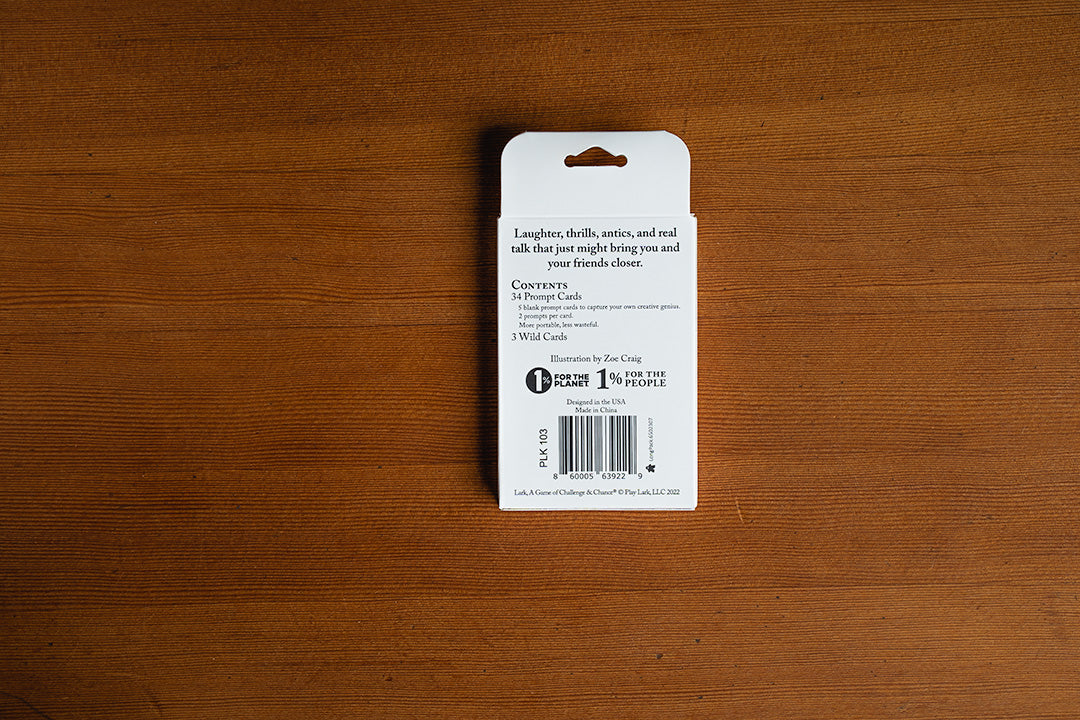 Laughter, thrills, antics, and real
talk that just might bring you and
your friends closer.
CONTENTS
34 Prompt Cards
5 blank prompt cards to capture your own creative genius.
2 prompts per card.
More portable, less wasteful.
3 Wild Cards
Illustration by Zoe Craig
1% FOR THE PLANET
1% FOR THE PEOPLE
Designed in the USA
Made in China
PLK 103
LongPack 6502307
8 60005 63922 9
Lark, A Game of Challenge & Chance® © Play Lark, LLC 2022